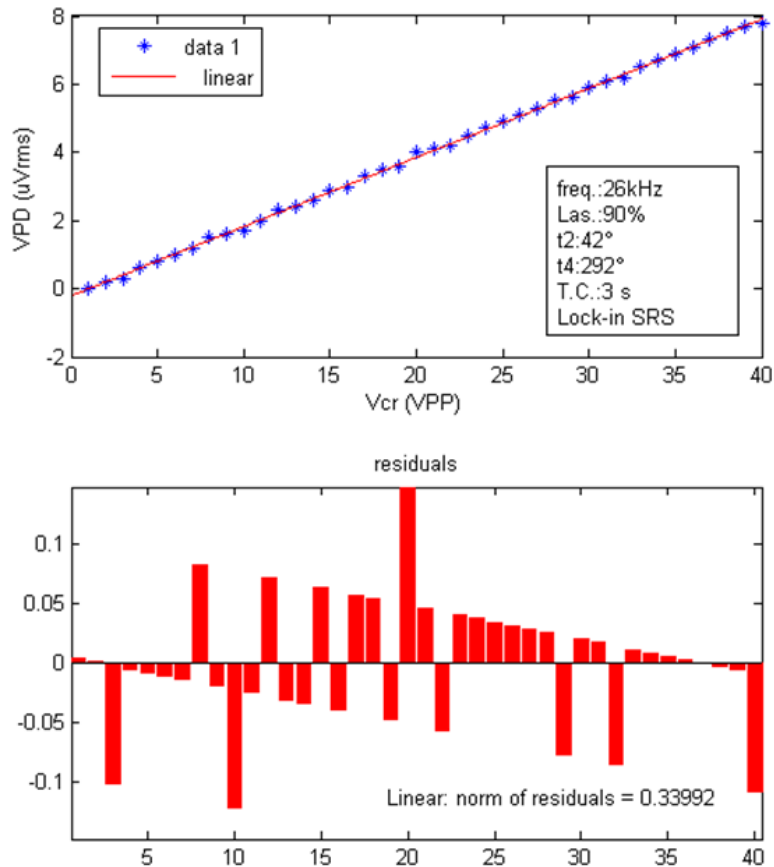 8
6
4
2
0
-2
VPD (uVrms)
data 1
linear
freq.:26kHz
Las.:90%
t2:42°
t4:292°
T.C.:3 s
Lock-in SRS
0 5 10 15 20 25 30 35 40
Vcr (VPP)
residuals
0.1
0.05
0
-0.05
-0.1
Linear: norm of residuals = 0.33992
5 10 15 20 25 30 35 40